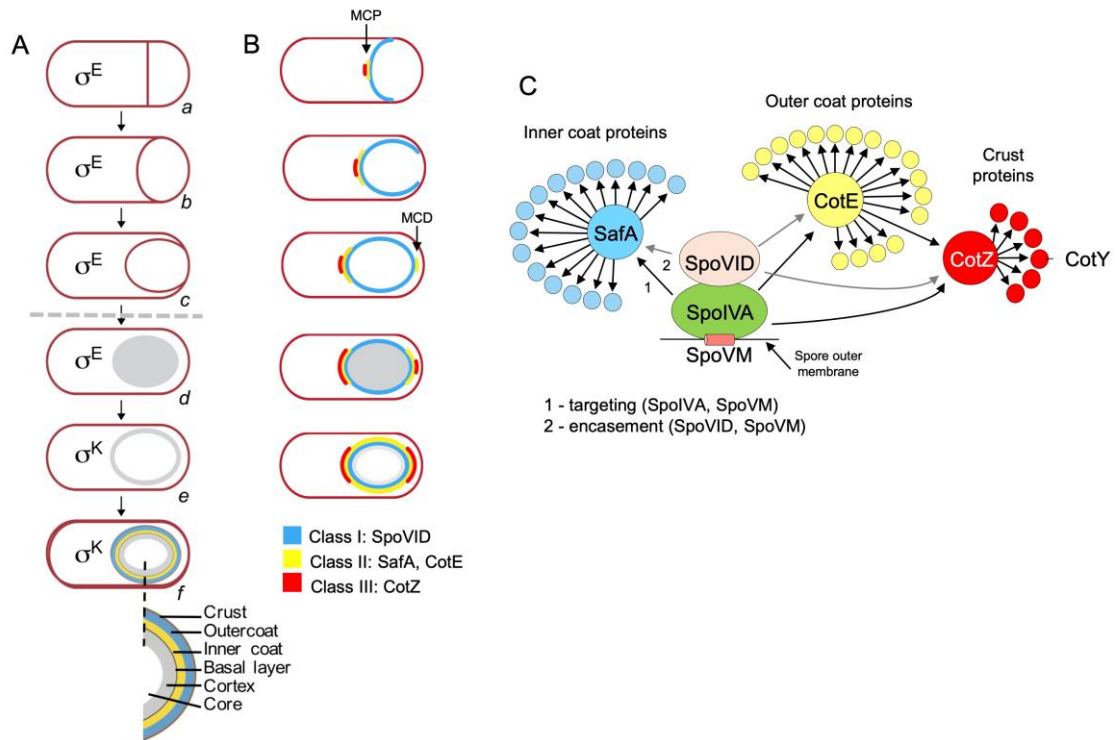 A
σE
a
σE
b
σE
c
σE
d
σK
e
σK
f
Crust
Outercoat
Inner coat
Basal layer
Cortex
Core
B
MCP
MCD
Class I: SpoVID
Class II: SafA, CotE
Class III: CotZ
C
Inner coat proteins
Outer coat proteins
Crust
proteins
SafA
CotE
CotZ
CotY
SpoVID
SpoIVA
SpoVM
2
1
Spore outer
membrane
1 - targeting (SpoIVA, SpoVM)
2 - encasement (SpoVID, SpoVM)